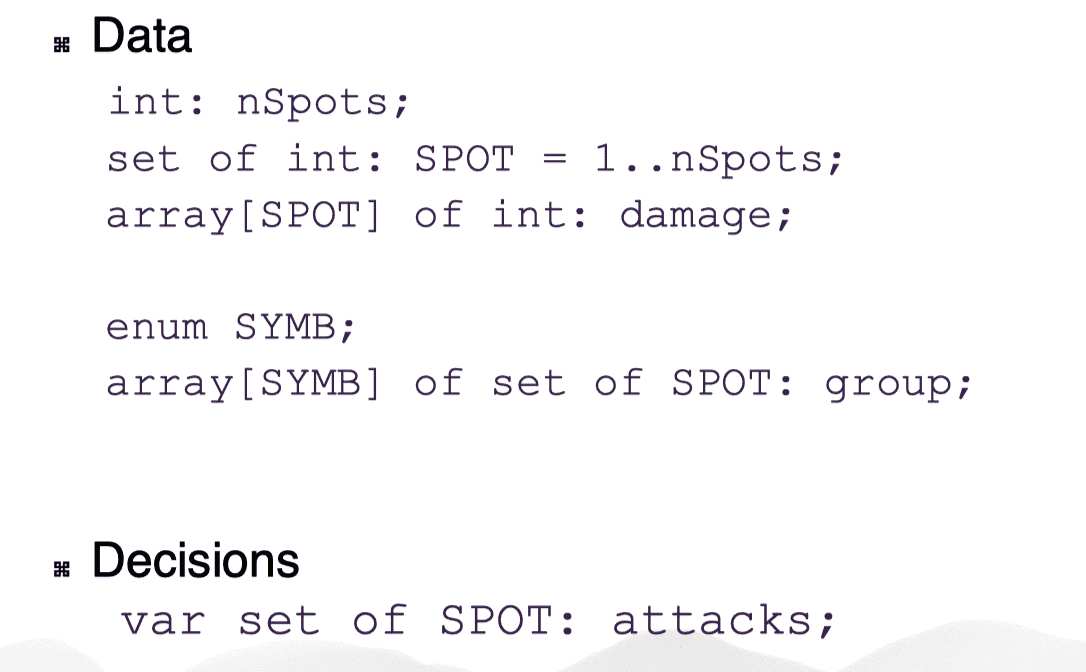 ⌘ Data
int: nSpots;
set of int: SPOT = 1..nSpots;
array[SPOT] of int: damage;
enum SYMB;
array[SYMB] of set of SPOT: group;
⌘ Decisions
var set of SPOT: attacks;